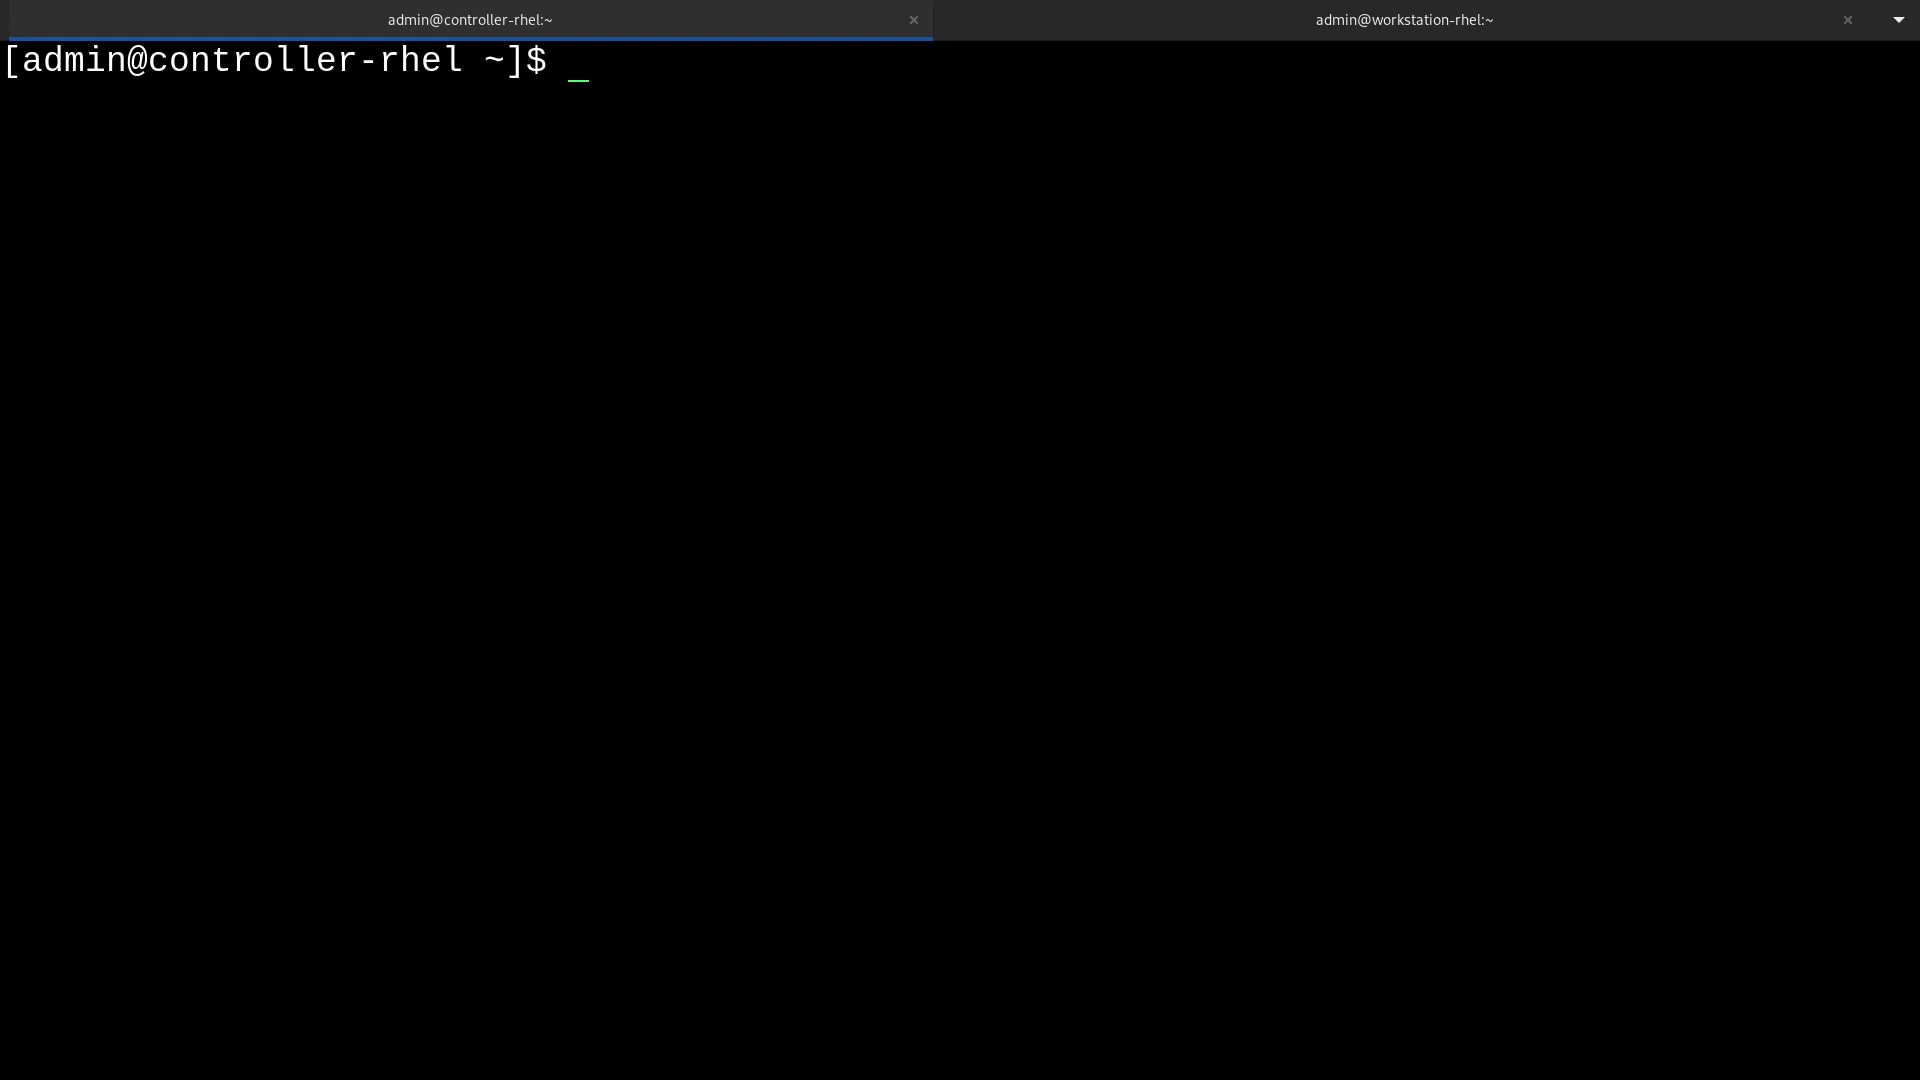 admin@controller-rhel:~ × admin@workstation-rhel:~ ×
[admin@controller-rhel ~]$ _